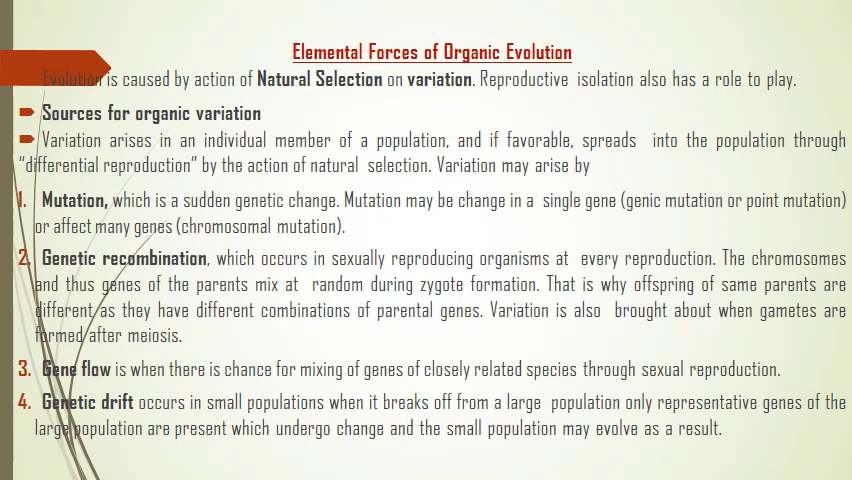 Elemental Forces of Organic Evolution
Evolution is caused by action of Natural Selection on variation. Reproductive isolation also has a role to play.
Sources for organic variation
Variation arises in an individual member of a population, and if favorable, spreads into the population through
“differential reproduction” by the action of natural selection. Variation may arise by
1. Mutation, which is a sudden genetic change. Mutation may be change in a single gene (genic mutation or point mutation)
or affect many genes (chromosomal mutation).
2. Genetic recombination, which occurs in sexually reproducing organisms at every reproduction. The chromosomes
and thus genes of the parents mix at random during zygote formation. That is why offspring of same parents are
different as they have different combinations of parental genes. Variation is also brought about when gametes are
formed after meiosis.
3. Gene flow is when there is chance for mixing of genes of closely related species through sexual reproduction.
4. Genetic drift occurs in small populations when it breaks off from a large population only representative genes of the
large population are present which undergo change and the small population may evolve as a result.